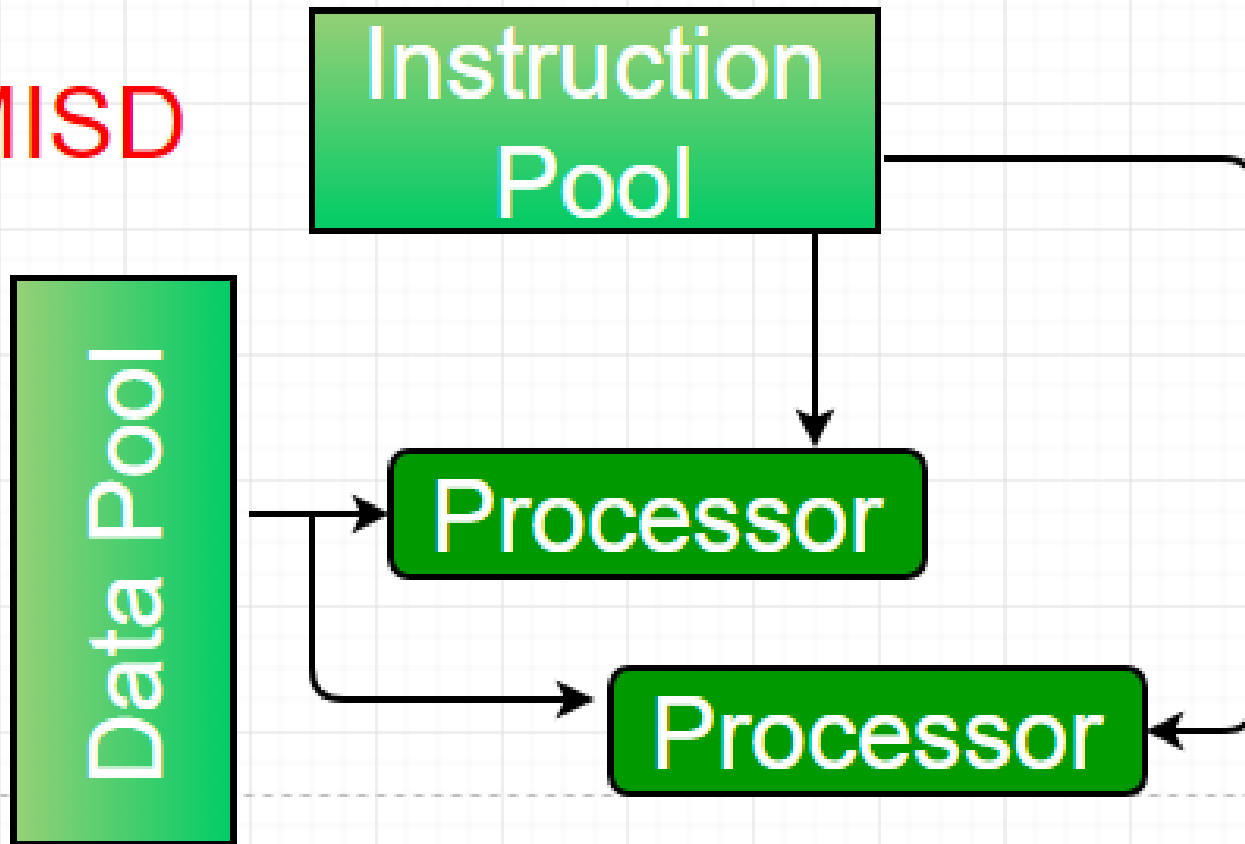 MISD
Instruction
Pool
Data Pool
Processor
Processor